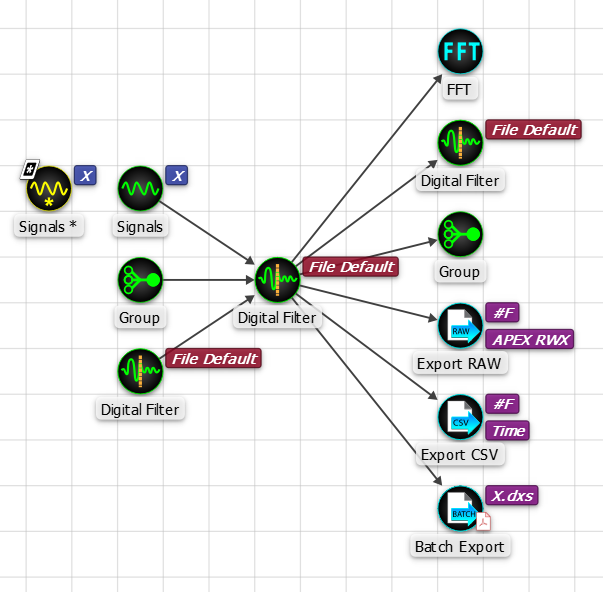 FFT
FFT
File Default
Digital Filter
* X
X
*
Signals *
Signals
Group
File Default
Group
Digital Filter
#F
RAW
APEX RWX
File Default
Export RAW
Digital Filter
#F
CSV
Time
Export CSV
X.dxs
BATCH
Batch Export